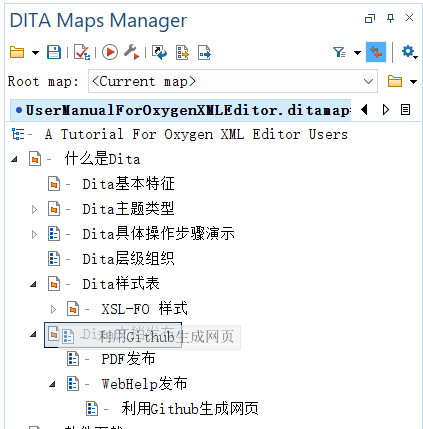 DITA Maps Manager
Root map: <Current map>
UserManualForOxygenXMLEditor.ditamap
A Tutorial For Oxygen XML Editor Users
什么是Dita
Dita基本特征
Dita主题类型
Dita具体操作步骤演示
Dita层级组织
Dita样式表
XSL-FO 样式
利用Github生成网页
PDF发布
WebHelp发布
利用Github生成网页